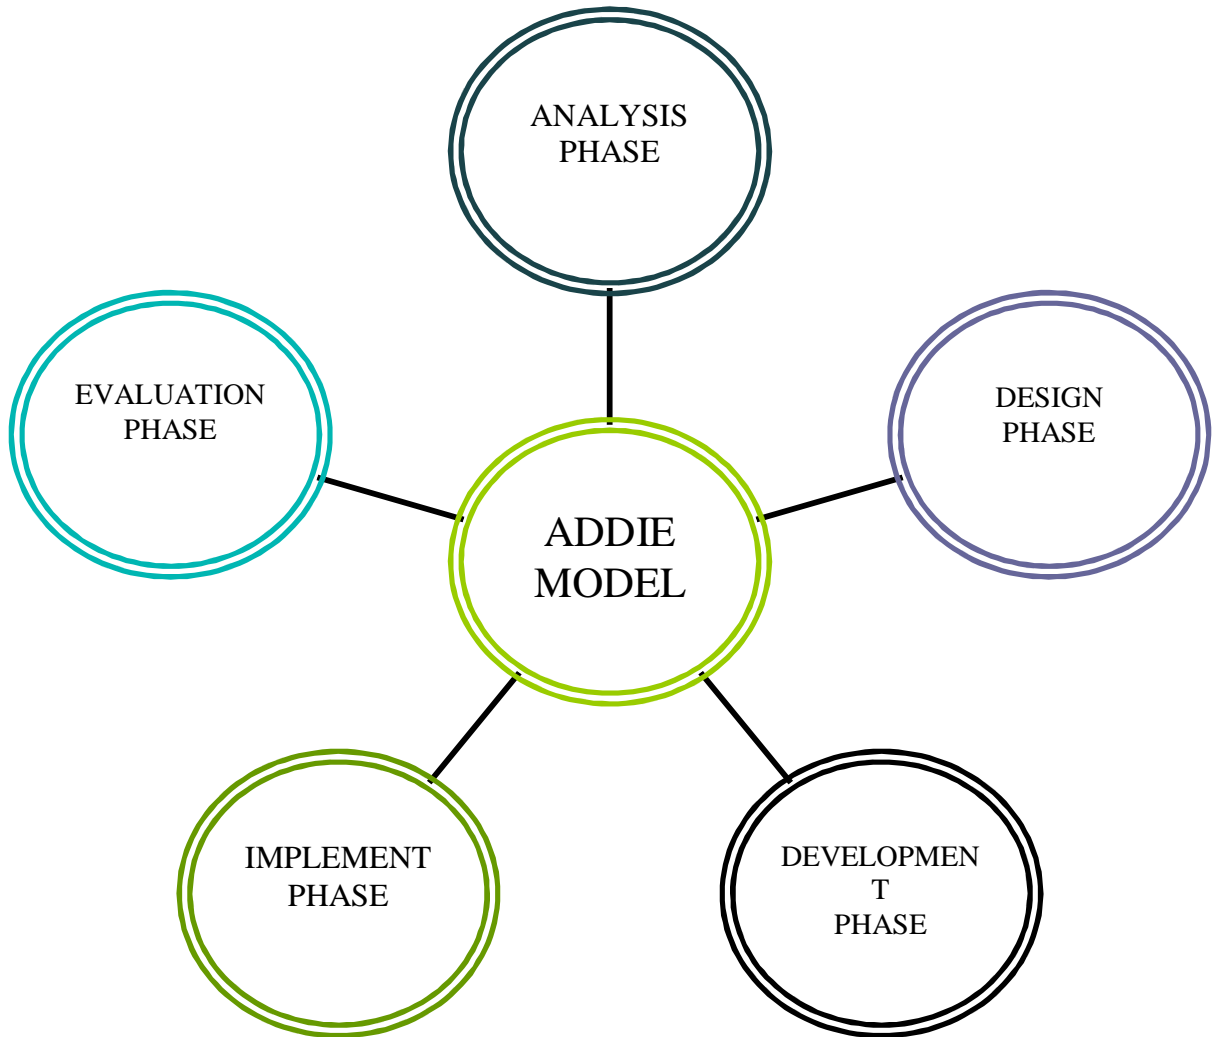 ANALYSIS
PHASE
EVALUATION
PHASE
DESIGN
PHASE
ADDIE
MODEL
IMPLEMENT
PHASE
DEVELOPMEN
T
PHASE